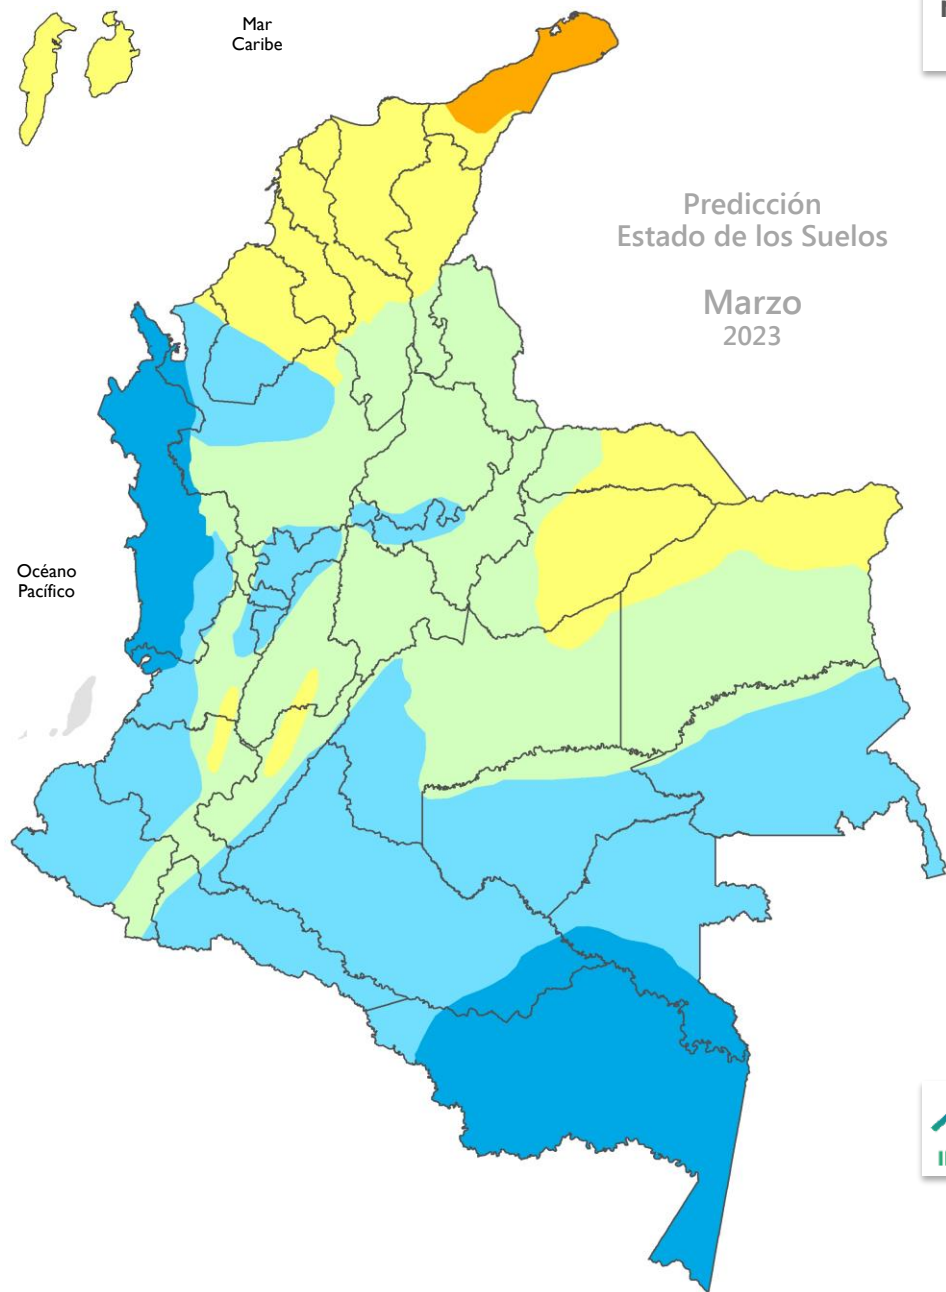 Mar
Caribe
Predicción
Estado de los Suelos
Marzo
2023
Océano
Pacífico